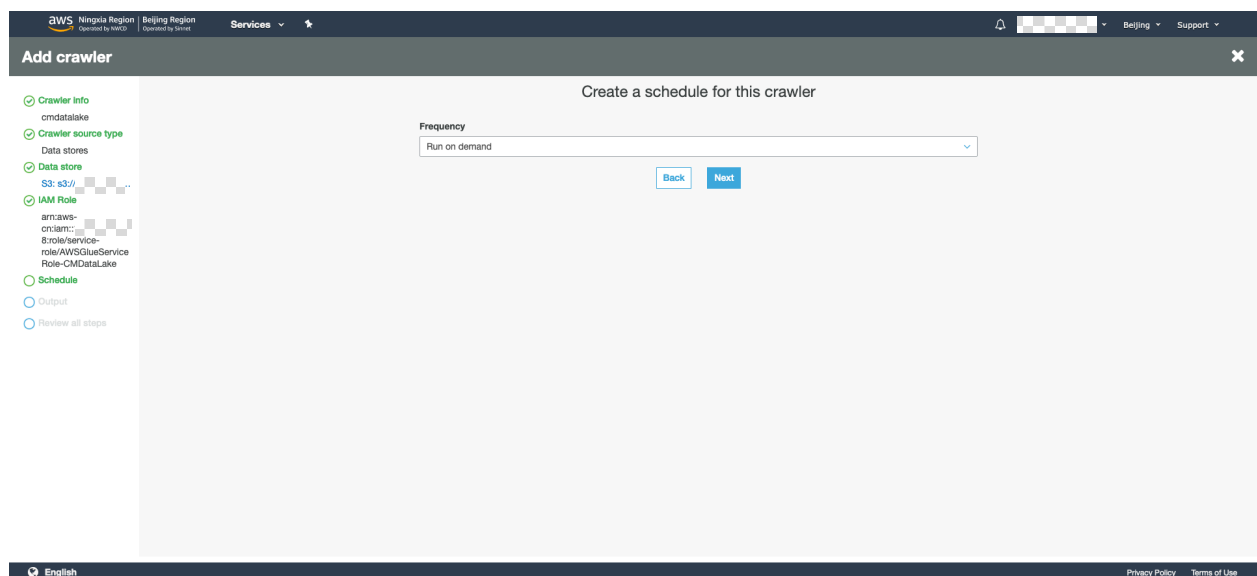 aws Ningxia Region | Beijing Region Services Beijing Support
Operated by NWCD | Operated by Sinnet
Add crawler
Crawler info
cmdatalake
Crawler source type
Data stores
Data store
S3: s3:// ..
IAM Role
arn:aws-
cn:iam::
8:role/service-
role/AWSGlueService
Role-CMDataLake
Schedule
Output
Review all steps
Create a schedule for this crawler
Frequency
Run on demand
Back Next
English Privacy Policy Terms of Use